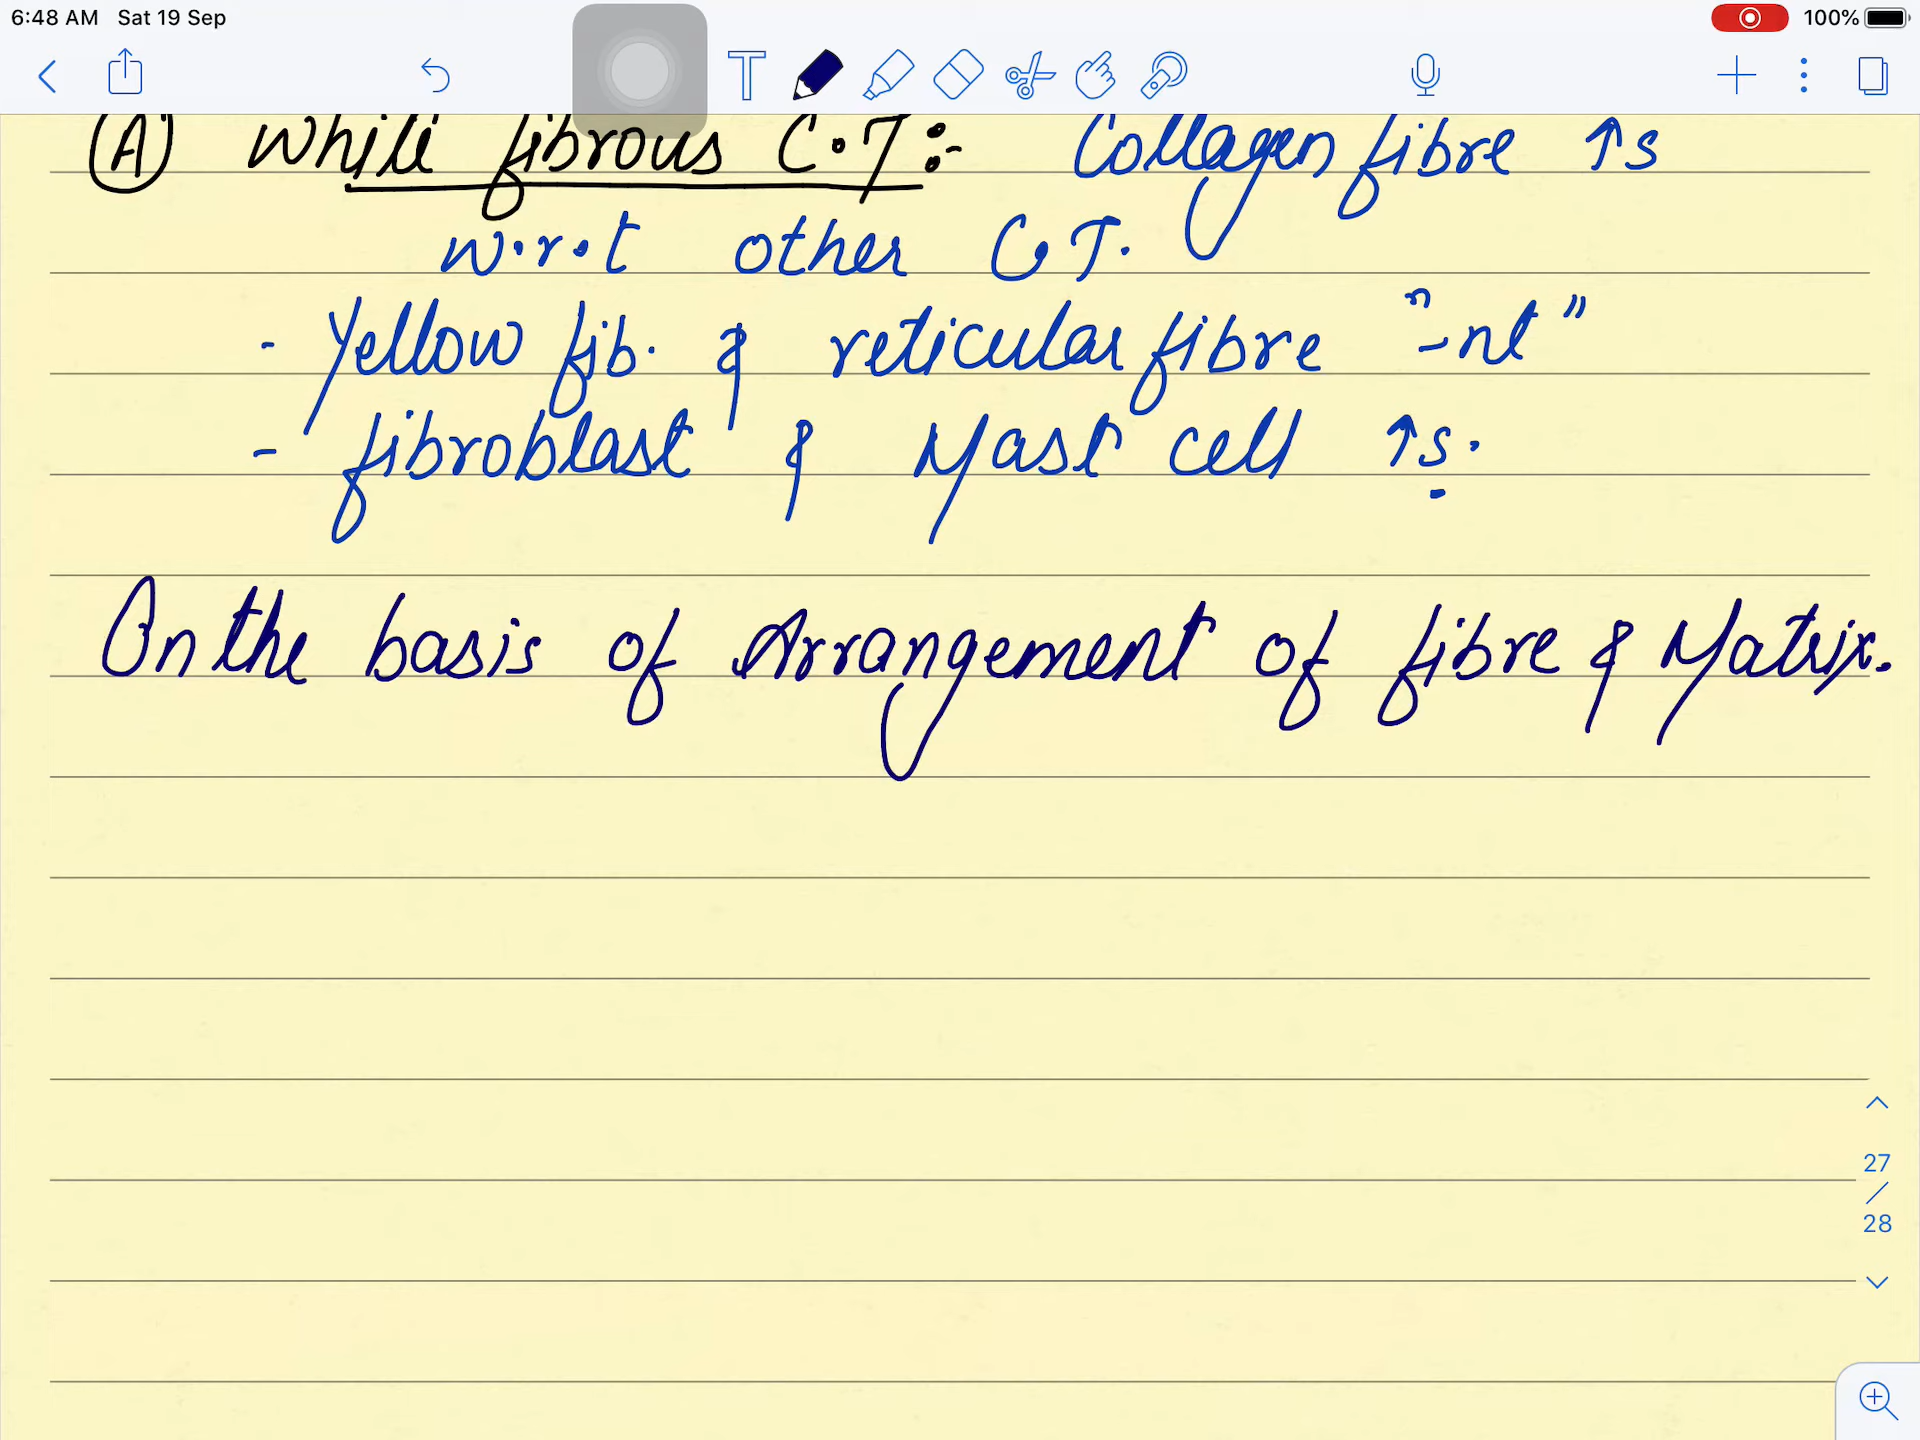 6:48 AM Sat 19 Sep 100%
T
(A) White fibrous C.T :- Collagen fibre ↑s
w.r.t other C.T.
- Yellow fib. & reticular fibre "-nt"
- fibroblast & Mast cell ↑s.
On the basis of Arrangement of fibre & Matrix.
27
/
28